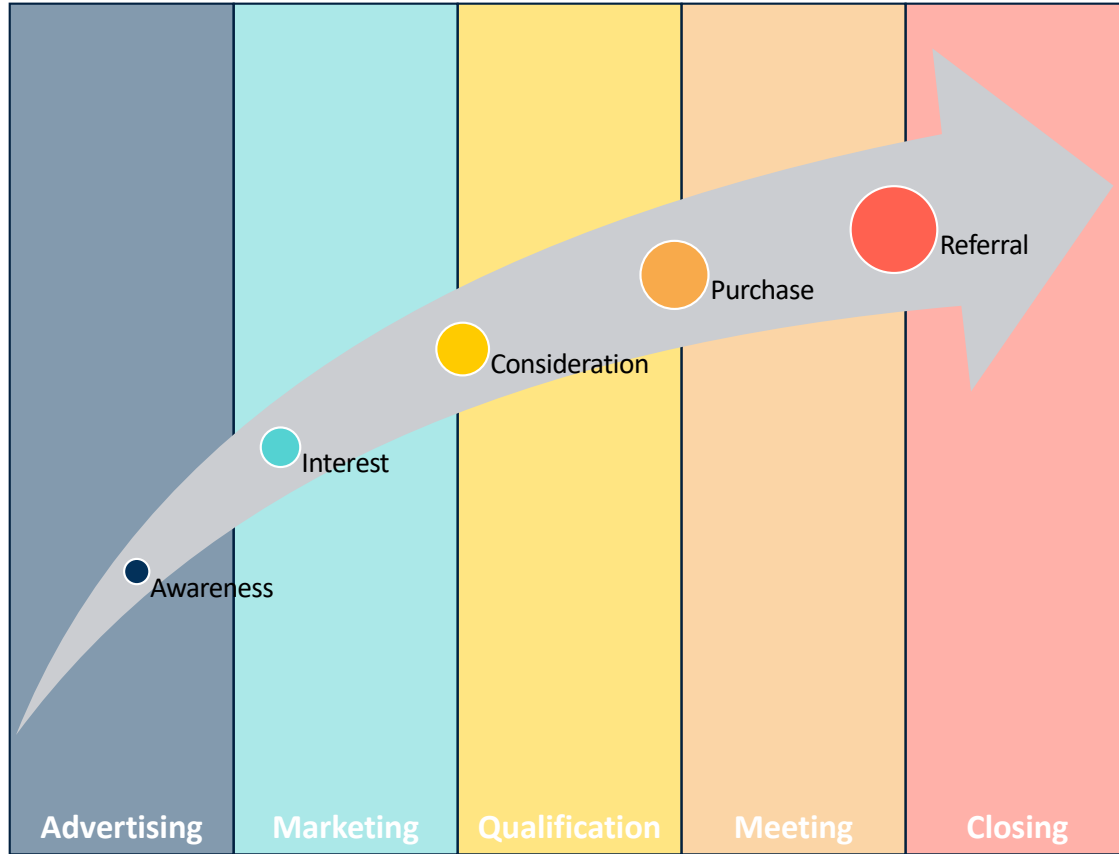 Referral
Purchase
Consideration
Interest
Awareness
Advertising
Marketing
Qualification
Meeting
Closing